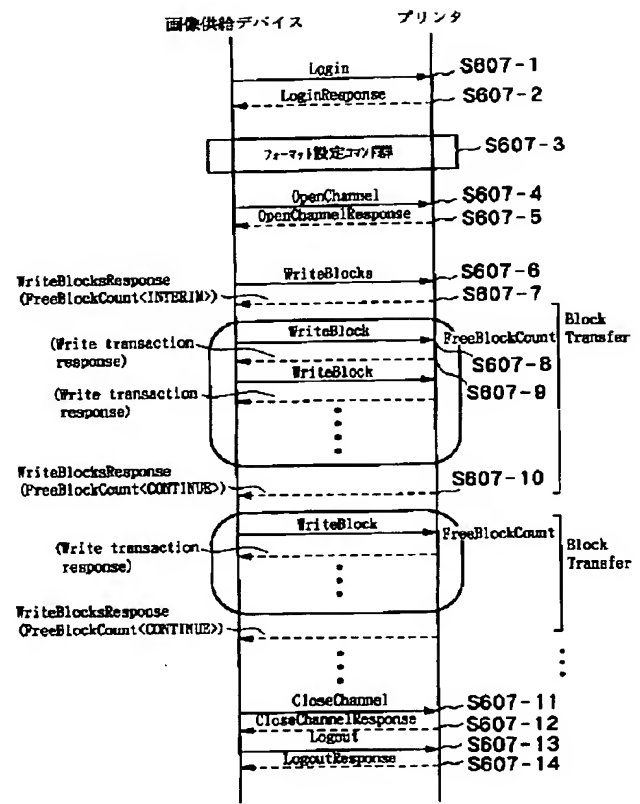 画像供給デバイス プリンタ
Login S607-1
LoginResponse S607-2
フォーマット設定コマンド群 S607-3
OpenChannel S607-4
OpenChannelResponse S607-5
WriteBlocks S607-6
WriteBlocksResponse
(FreeBlockCount<INTERIM>) S607-7
Block
Transfer
WriteBlock FreeBlockCount
(Write transaction
response) S607-8
WriteBlock S607-9
(Write transaction
response)
WriteBlocksResponse
(FreeBlockCount<CONTINUE>) S607-10
WriteBlock FreeBlockCount
(Write transaction
response)
Block
Transfer
WriteBlocksResponse
(FreeBlockCount<CONTINUE>)
CloseChannel S607-11
CloseChannelResponse S607-12
Logout S607-13
LogoutResponse S607-14